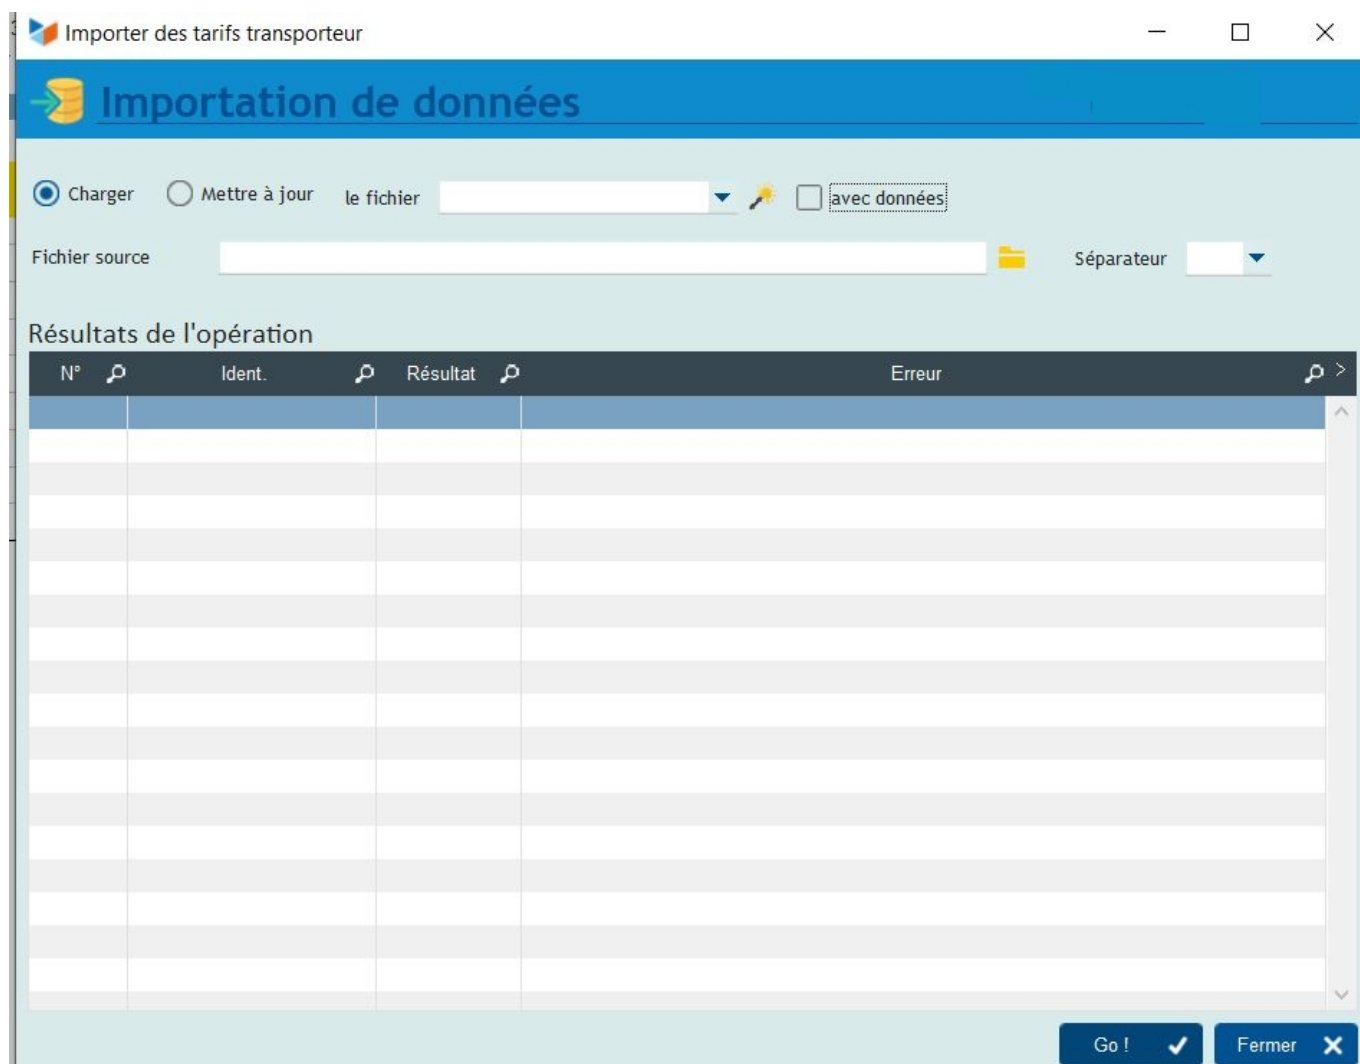 Importer des tarifs transporteur
Importation de données
Charger Mettre à jour le fichier avec données
Fichier source Séparateur
Résultats de l'opération
N° Ident. Résultat Erreur
Go ! Fermer